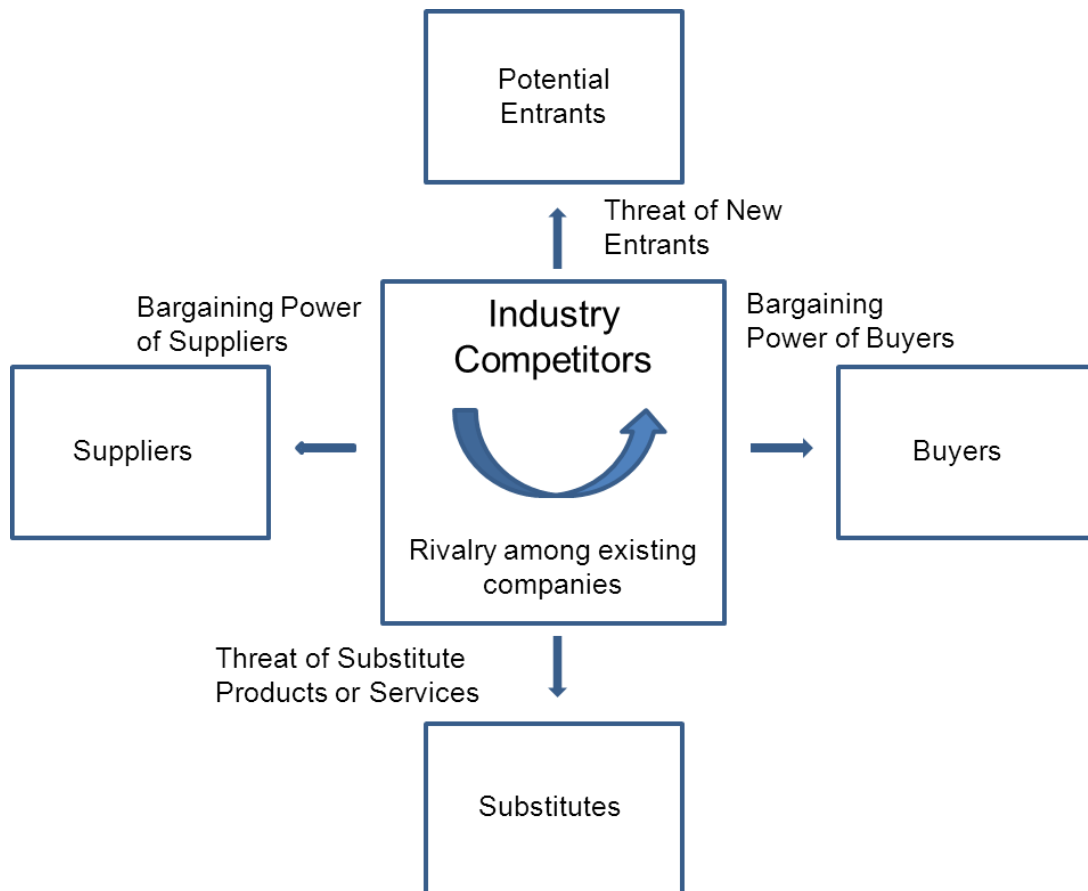 Potential
Entrants
Threat of New
Entrants
Bargaining Power
of Suppliers
Industry
Competitors
Bargaining
Power of Buyers
Suppliers
Buyers
Rivalry among existing
companies
Threat of Substitute
Products or Services
Substitutes